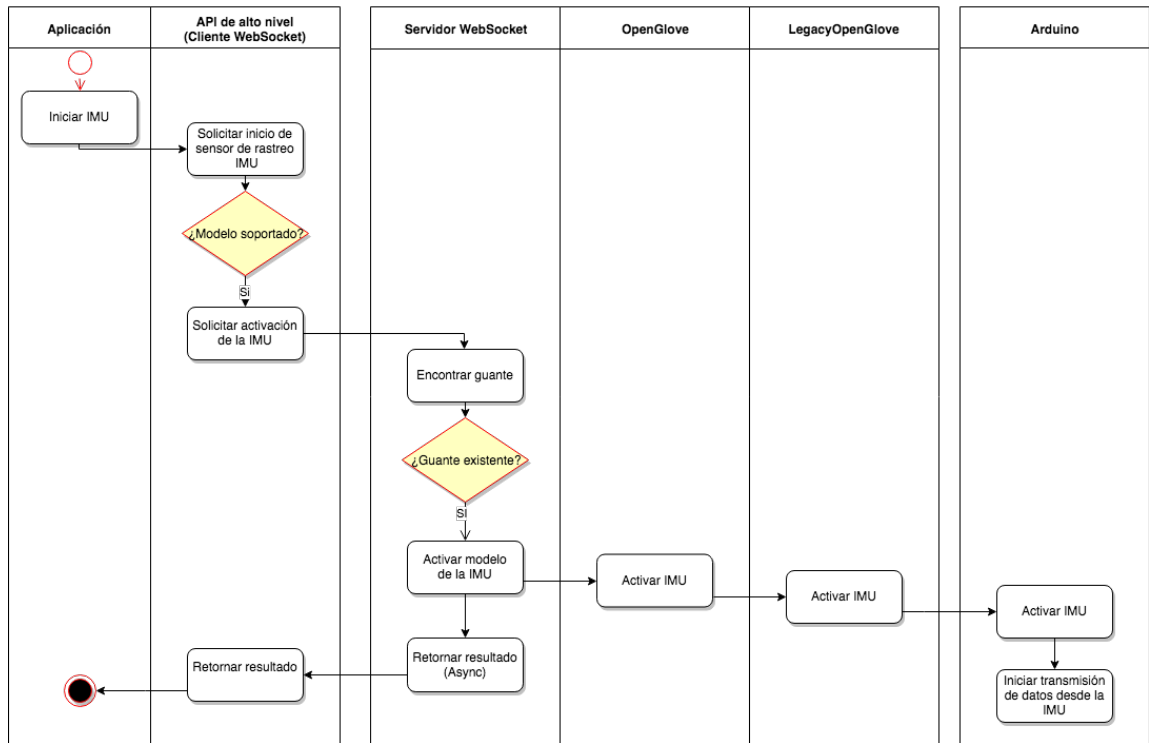 Aplicación
API de alto nivel
(Cliente WebSocket)
Servidor WebSocket
OpenGlove
LegacyOpenGlove
Arduino
Iniciar IMU
Solicitar inicio de
sensor de rastreo
IMU
¿Modelo soportado?
Si
Solicitar activación
de la IMU
Encontrar guante
¿Guante existente?
SI
Activar modelo
de la IMU
Activar IMU
Activar IMU
Activar IMU
Retornar resultado
(Async)
Retornar resultado
Iniciar transmisión
de datos desde la
IMU